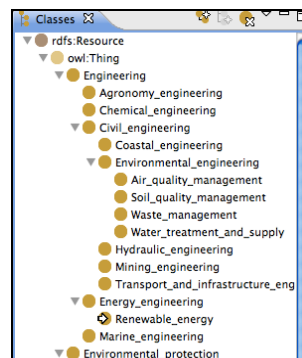 Classes
rdfs:Resource
owl:Thing
Engineering
Agronomy_engineering
Chemical_engineering
Civil_engineering
Coastal_engineering
Environmental_engineering
Air_quality_management
Soil_quality_management
Waste_management
Water_treatment_and_supply
Hydraulic_engineering
Mining_engineering
Transport_and_infrastructure_eng
Energy_engineering
Renewable_energy
Marine_engineering
Environmental_protection